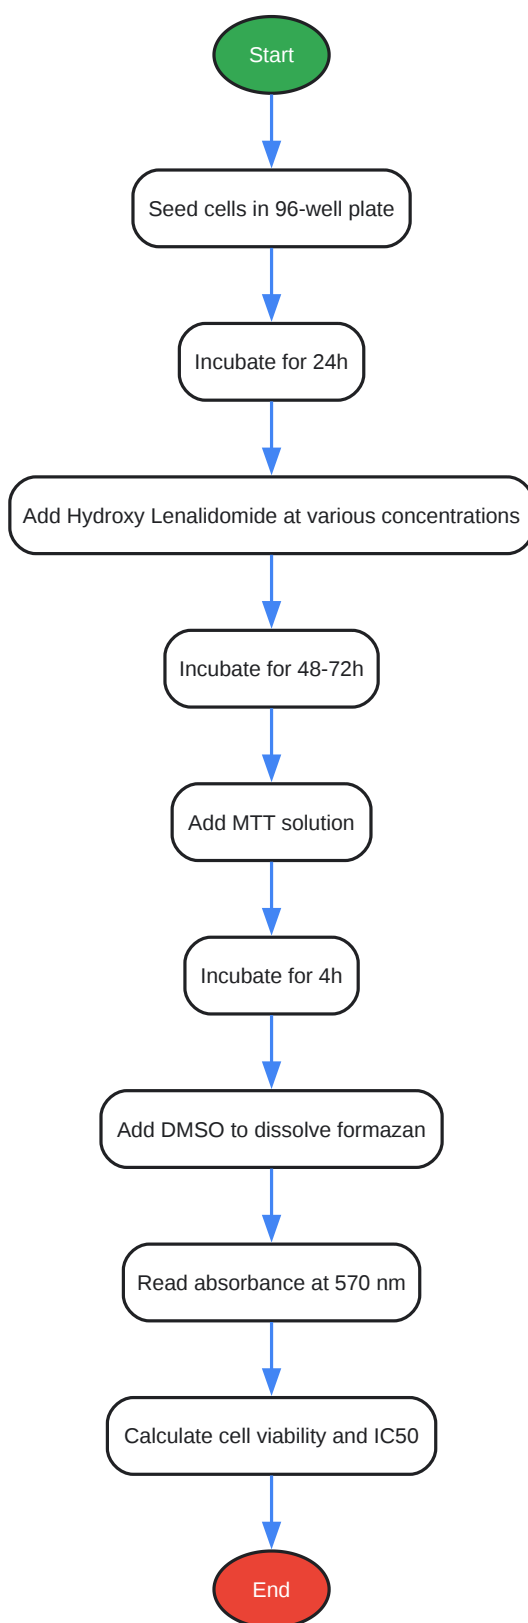 Start
Seed cells in 96-well plate
Incubate for 24h
Add Hydroxy Lenalidomide at various concentrations
Incubate for 48-72h
Add MTT solution
Incubate for 4h
Add DMSO to dissolve formazan
Read absorbance at 570 nm
Calculate cell viability and IC50
End